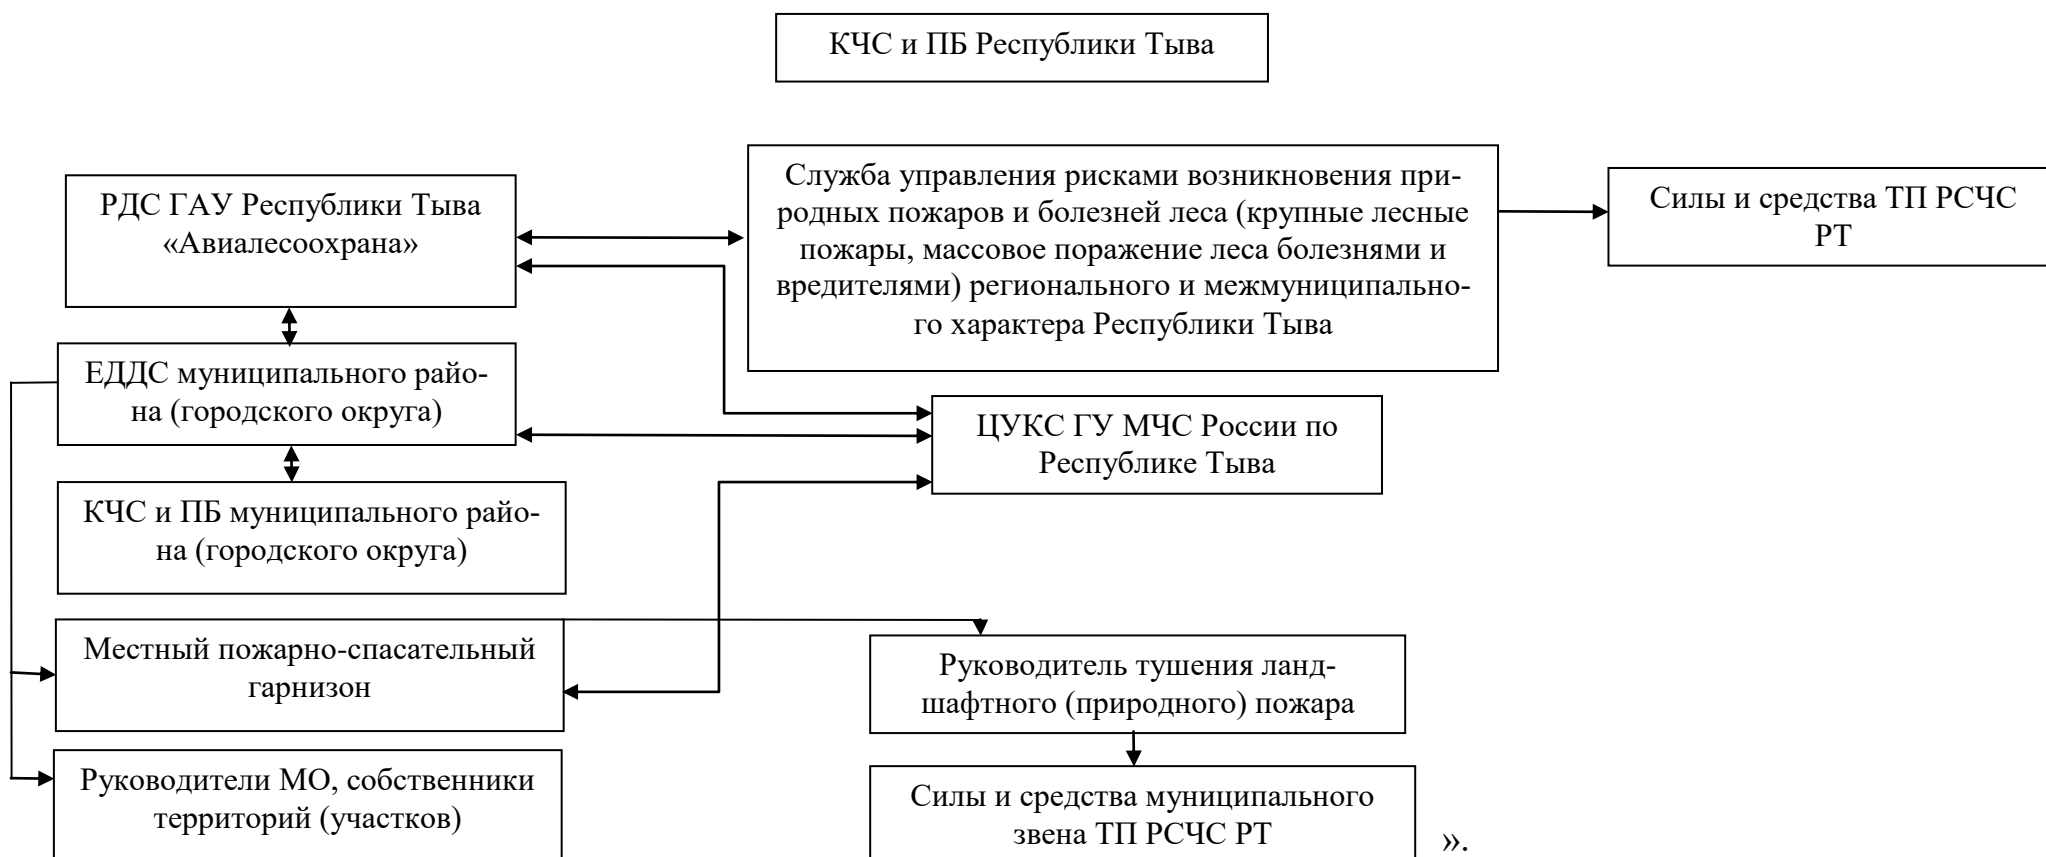 КЧС и ПБ Республики Тыва
РДС ГАУ Республики Тыва
«Авиалесоохрана»
Служба управления рисками возникновения при-
родных пожаров и болезней леса (крупные лесные
пожары, массовое поражение леса болезнями и
вредителями) регионального и межмуниципально-
го характера Республики Тыва
Силы и средства ТП РСЧС
РТ
ЕДДС муниципального райо-
на (городского округа)
ЦУКС ГУ МЧС России по
Республике Тыва
КЧС и ПБ муниципального райо-
на (городского округа)
Местный пожарно-спасательный
гарнизон
Руководитель тушения ланд-
шафтного (природного) пожара
Руководители МО, собственники
территорий (участков)
Силы и средства муниципального
звена ТП РСЧС РТ
».